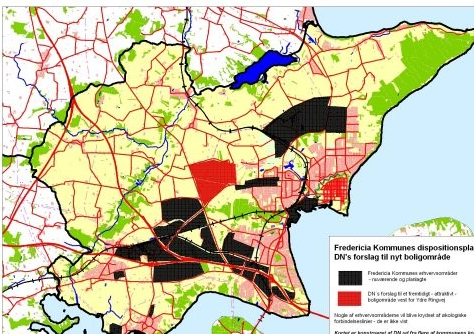 Fredericia Kommunes dispositionspla
DN's forslag til nyt boligområde
Fredericia Kommunes erhvervsområder
- nuværende og planlagte
DN's forslag til et fremtidigt - attraktivt -
boligområde vest for Ydre Ringvej
Nogle af erhvervsområderne vil blive krydset af økologiske
forbindelseslinier - de er ikke vist